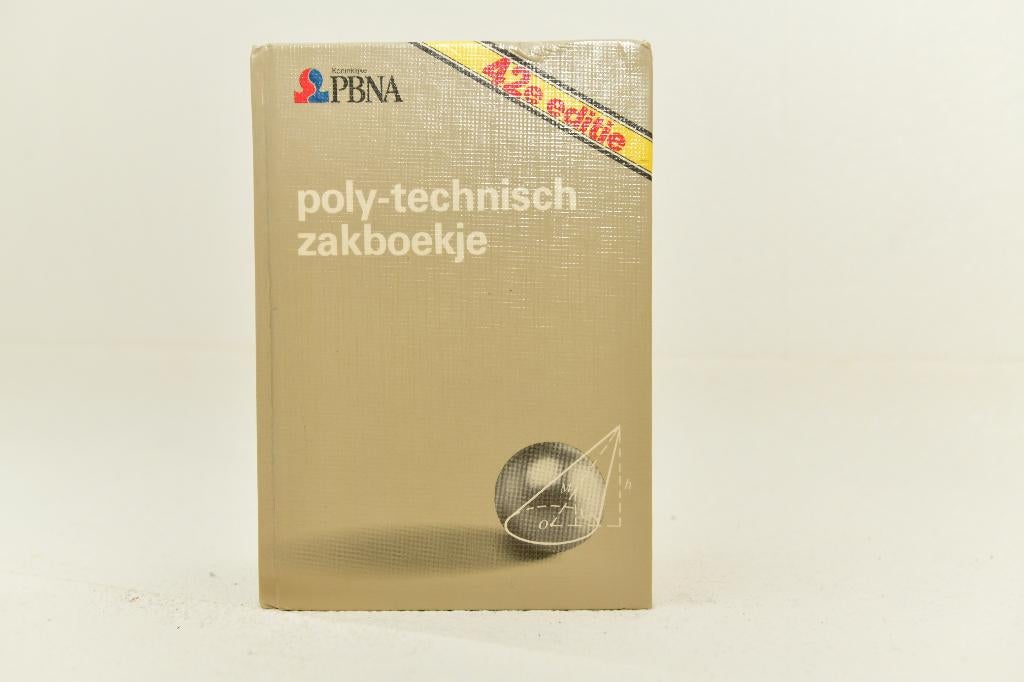 Koninklijke
PBNA
42e editie
poly-technisch
zakboekje
M
h
O